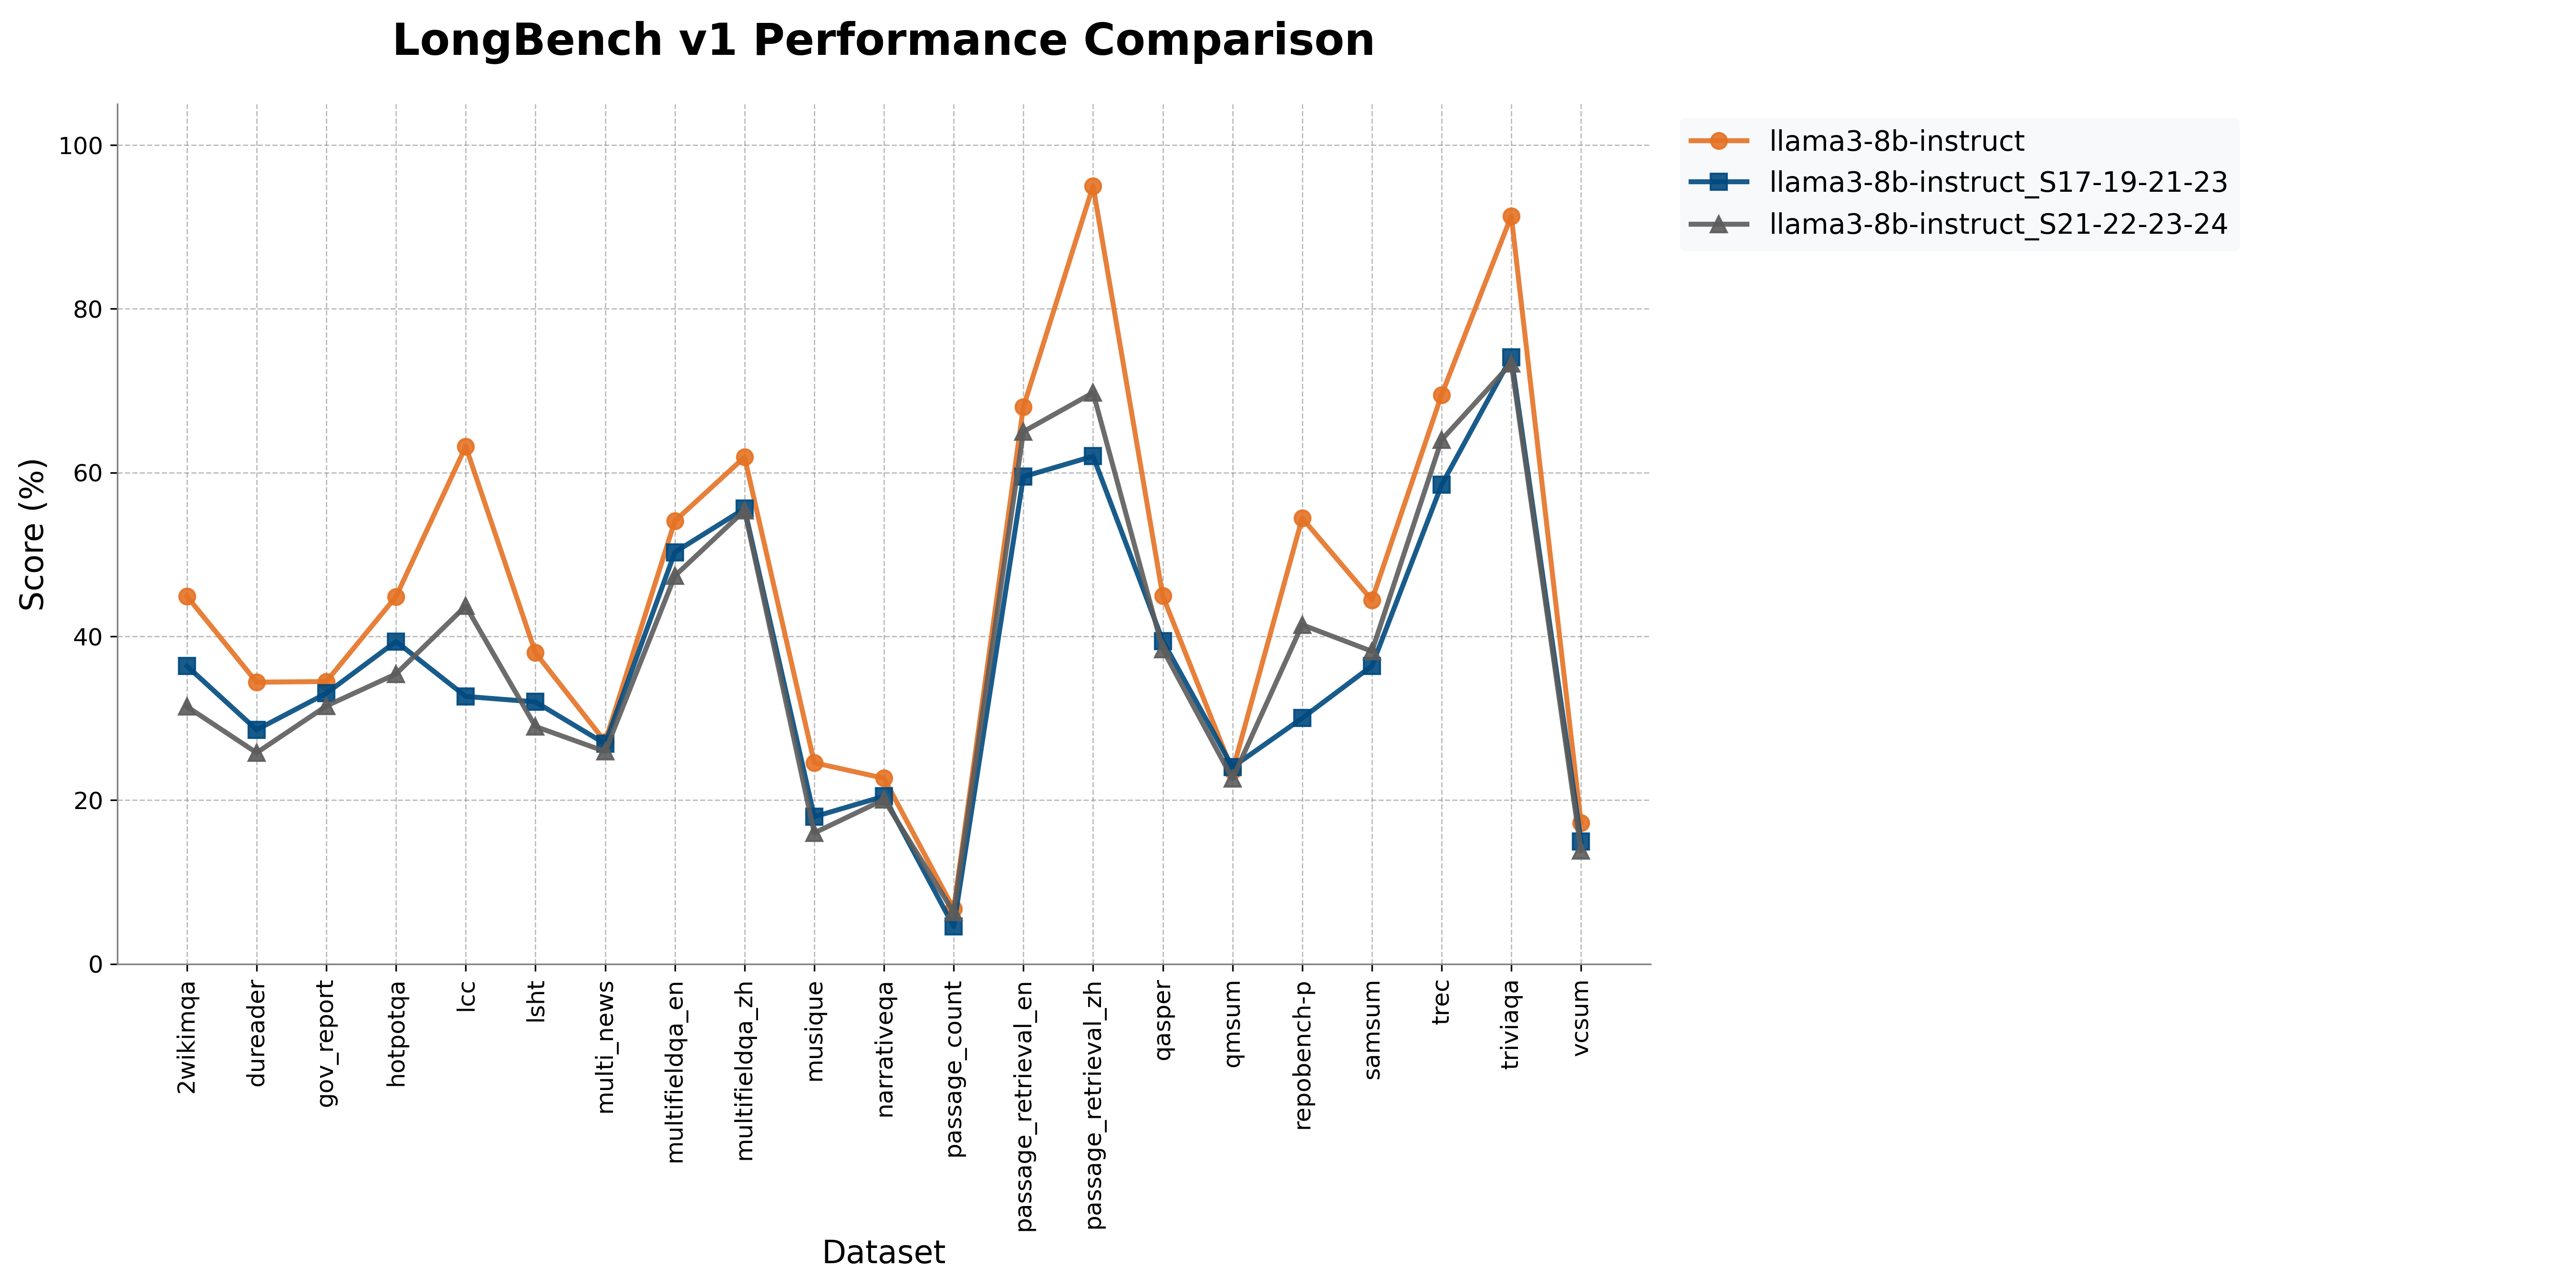 LongBench v1 Performance Comparison
llama3-8b-instruct
llama3-8b-instruct_S17-19-21-23
llama3-8b-instruct_S21-22-23-24
Score (%)
100
80
60
40
20
0
2wikimqa
dureader
gov_report
hotpotqa
lcc
lsht
multi_news
multifieldqa_en
multifieldqa_zh
musique
narrativeqa
passage_count
passage_retrieval_en
passage_retrieval_zh
qasper
qmsum
repobench-p
samsum
trec
triviaqa
vcsum
Dataset